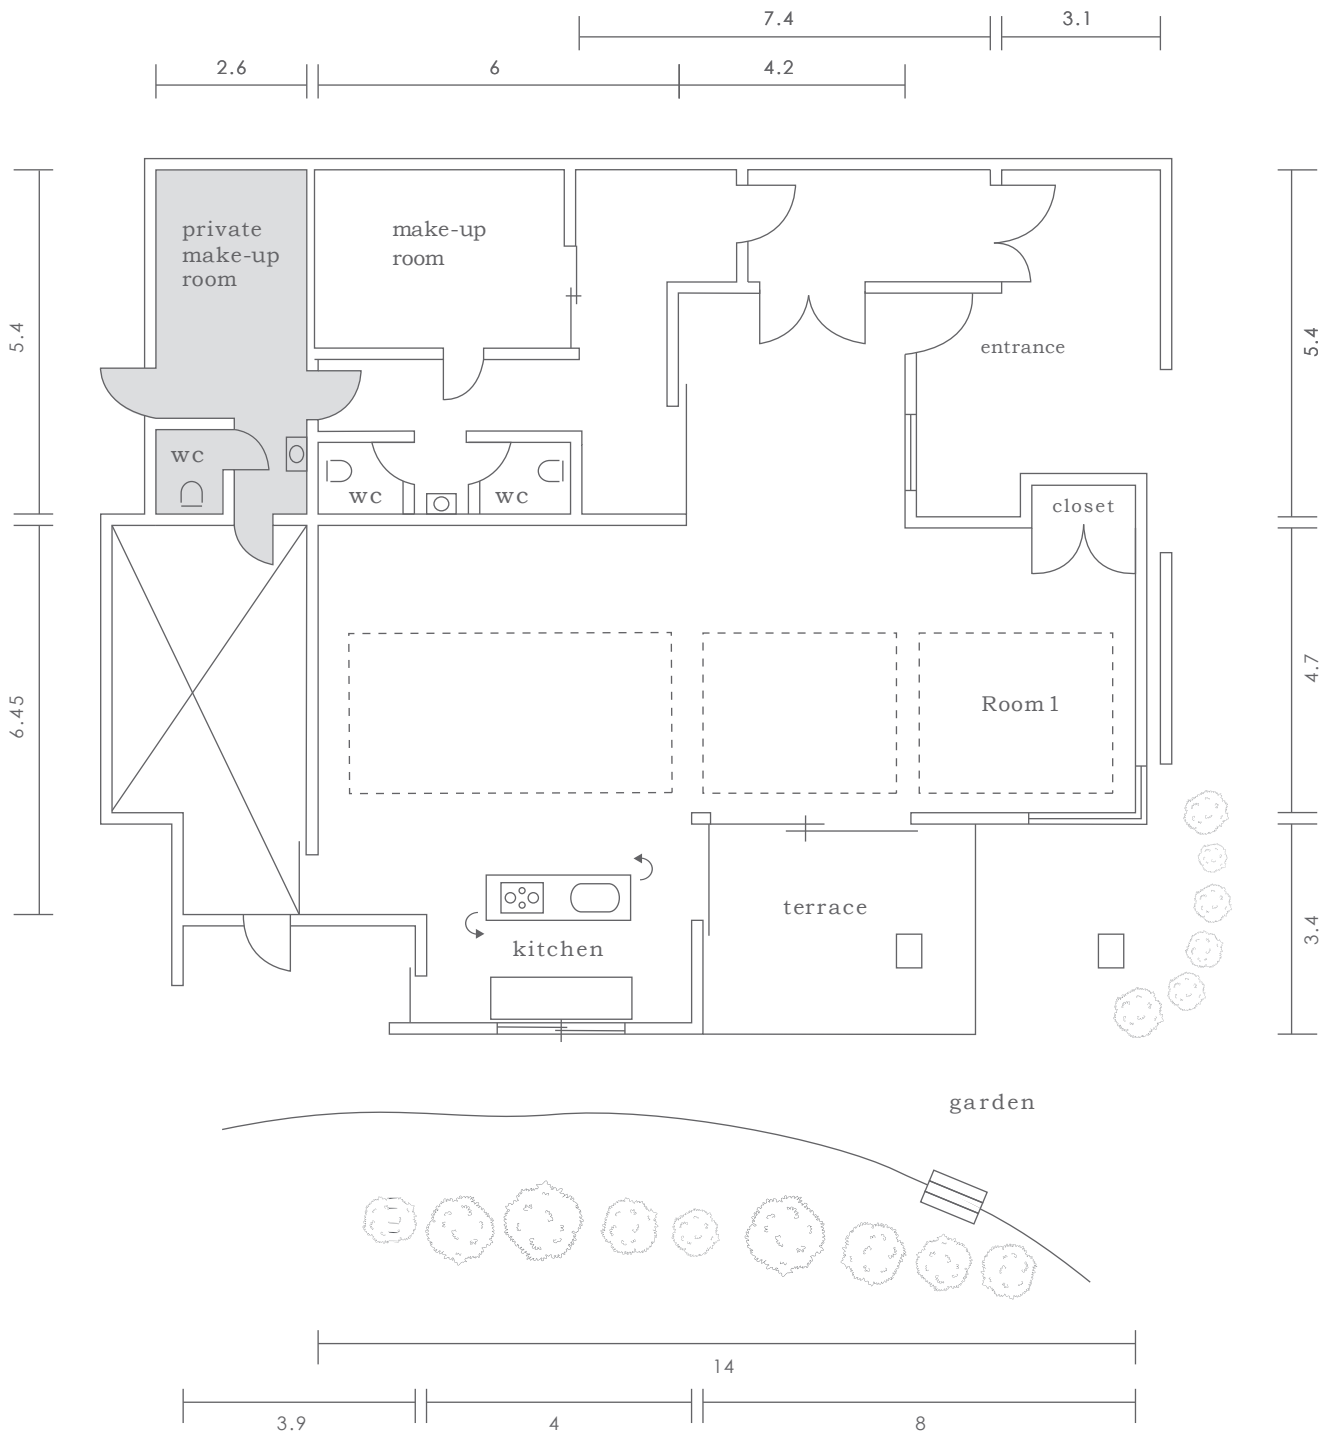 7.4
3.1
2.6
6
4.2
private
make-up
room
make-up
room
5.4
5.4
entrance
wc
wc
wc
closet
6.45
4.7
Room 1
terrace
kitchen
3.4
garden
14
3.9
4
8